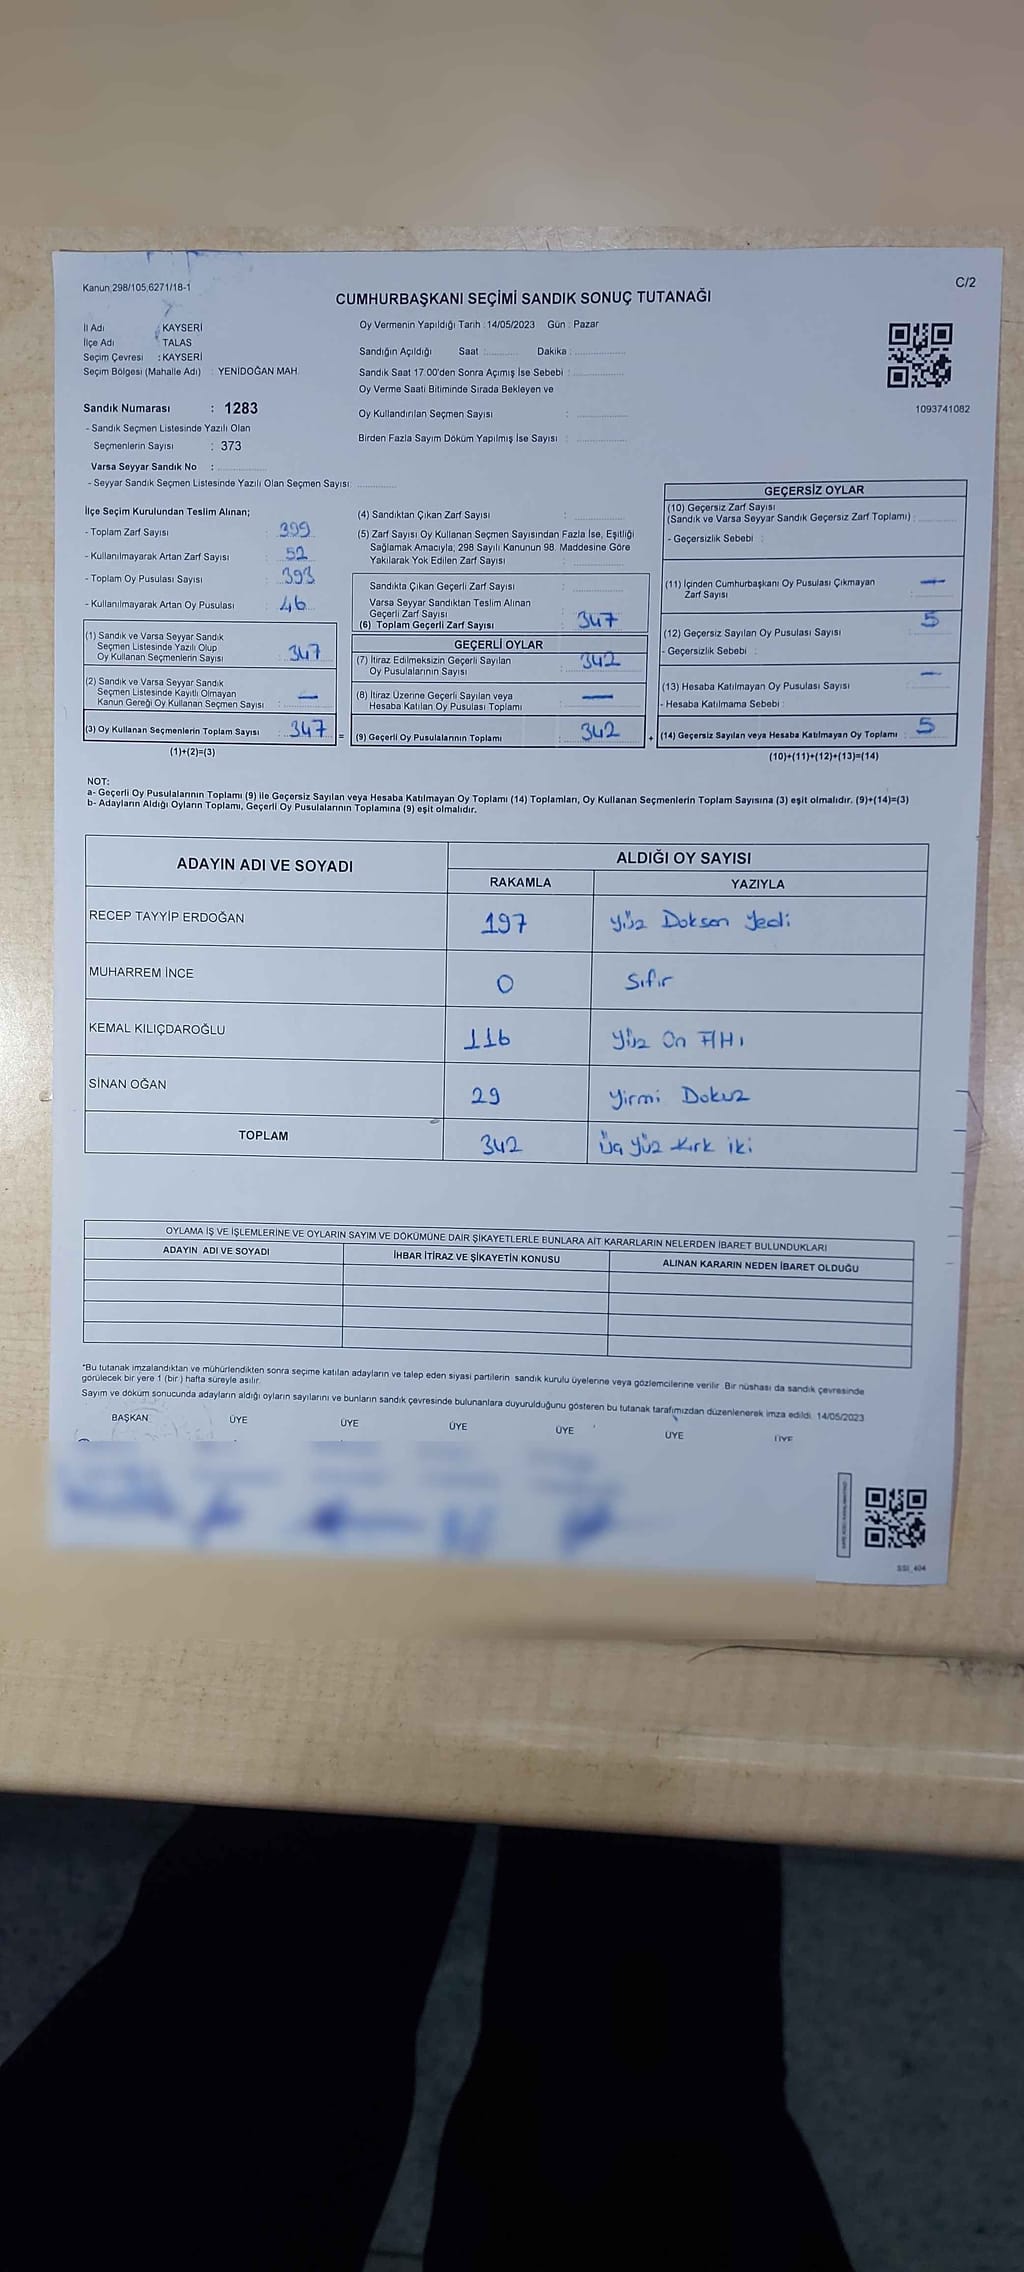 Kanun,298/105,6271/18-1
C/2
CUMHURBAŞKANI SEÇİMİ SANDIK SONUÇ TUTANAĞI
İl Adı : KAYSERİ
İlçe Adı : TALAS
Seçim Çevresi : KAYSERİ
Seçim Bölgesi (Mahalle Adı) : YENİDOĞAN MAH.
Sandık Numarası : 1283
- Sandık Seçmen Listesinde Yazılı Olan
Seçmenlerin Sayısı : 373
Varsa Seyyar Sandık No :
- Seyyar Sandık Seçmen Listesinde Yazılı Olan Seçmen Sayısı:
Oy Vermenin Yapıldığı Tarih : 14/05/2023 Gün : Pazar
Sandığın Açıldığı Saat : Dakika :
Sandık Saat 17:00'den Sonra Açımış İse Sebebi :
Oy Verme Saati Bitiminde Sırada Bekleyen ve
Oy Kullandırılan Seçmen Sayısı :
Birden Fazla Sayım Döküm Yapılmış İse Sayısı :
1093741082
İlçe Seçim Kurulundan Teslim Alınan;
- Toplam Zarf Sayısı : 399
- Kullanılmayarak Artan Zarf Sayısı : 52
- Toplam Oy Pusulası Sayısı : 393
- Kullanılmayarak Artan Oy Pusulası : 46
(1) Sandık ve Varsa Seyyar Sandık
Seçmen Listesinde Yazılı Olup
Oy Kullanan Seçmenlerin Sayısı : 347
(2) Sandık ve Varsa Seyyar Sandık
Seçmen Listesinde Kayıtlı Olmayan
Kanun Gereği Oy Kullanan Seçmen Sayısı : —
(3) Oy Kullanan Seçmenlerin Toplam Sayısı : 347 =
(1)+(2)=(3)
(4) Sandıktan Çıkan Zarf Sayısı :
(5) Zarf Sayısı Oy Kullanan Seçmen Sayısından Fazla İse, Eşitliği
Sağlamak Amacıyla, 298 Sayılı Kanunun 98. Maddesine Göre
Yakılarak Yok Edilen Zarf Sayısı :
Sandıkta Çıkan Geçerli Zarf Sayısı :
Varsa Seyyar Sandıktan Teslim Alınan
Geçerli Zarf Sayısı :
(6) Toplam Geçerli Zarf Sayısı : 347
GEÇERLİ OYLAR
(7) İtiraz Edilmeksizin Geçerli Sayılan
Oy Pusulalarının Sayısı : 342
(8) İtiraz Üzerine Geçerli Sayılan veya
Hesaba Katılan Oy Pusulası Toplamı : —
(9) Geçerli Oy Pusulalarının Toplamı : 342 +
GEÇERSİZ OYLAR
(10) Geçersiz Zarf Sayısı
(Sandık ve Varsa Seyyar Sandık Geçersiz Zarf Toplamı) :
- Geçersizlik Sebebi :
(11) İçinden Cumhurbaşkanı Oy Pusulası Çıkmayan
Zarf Sayısı : —
(12) Geçersiz Sayılan Oy Pusulası Sayısı : 5
- Geçersizlik Sebebi :
(13) Hesaba Katılmayan Oy Pusulası Sayısı : —
- Hesaba Katılmama Sebebi :
(14) Geçersiz Sayılan veya Hesaba Katılmayan Oy Toplamı : 5
(10)+(11)+(12)+(13)=(14)
NOT:
a- Geçerli Oy Pusulalarının Toplamı (9) ile Geçersiz Sayılan veya Hesaba Katılmayan Oy Toplamı (14) Toplamları, Oy Kullanan Seçmenlerin Toplam Sayısına (3) eşit olmalıdır. (9)+(14)=(3)
b- Adayların Aldığı Oyların Toplamı, Geçerli Oy Pusulalarının Toplamına (9) eşit olmalıdır.
ADAYIN ADI VE SOYADI
ALDIĞI OY SAYISI
RAKAMLA YAZIYLA
RECEP TAYYİP ERDOĞAN 197 Yüz Doksan Yedi
MUHARREM İNCE 0 Sıfır
KEMAL KILIÇDAROĞLU 116 Yüz On Altı
SİNAN OĞAN 29 Yirmi Dokuz
TOPLAM 342 Üç Yüz Kırk iki
OYLAMA İŞ VE İŞLEMLERİNE VE OYLARIN SAYIM VE DÖKÜMÜNE DAİR ŞİKAYETLERLE BUNLARA AİT KARARLARIN NELERDEN İBARET BULUNDUKLARI
ADAYIN ADI VE SOYADI İHBAR İTİRAZ VE ŞİKAYETİN KONUSU ALINAN KARARIN NEDEN İBARET OLDUĞU
*Bu tutanak imzalandıktan ve mühürlendikten sonra seçime katılan adayların ve talep eden siyasi partilerin sandık kurulu üyelerine veya gözlemcilerine verilir. Bir nüshası da sandık çevresinde
görülecek bir yere 1 (bir ) hafta süreyle asılır.
Sayım ve döküm sonucunda adayların aldığı oyların sayılarını ve bunların sandık çevresinde bulunanlara duyurulduğunu gösteren bu tutanak tarafımızdan düzenlenerek imza edildi. 14/05/2023
BAŞKAN ÜYE ÜYE ÜYE ÜYE ÜYE ÜYE
SSI_404